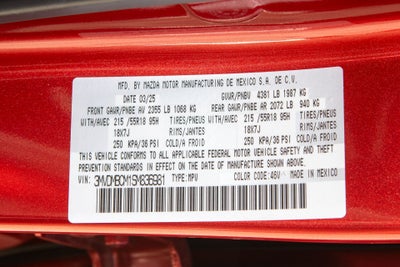 MFD. BY MAZDA MOTOR MANUFACTURING DE MEXICO S.A. DE C.V.
DATE 03/25 GVWR/PNBV 4381 LB 1987 KG
FRONT GAWR/PNBE AV 2355 LB 1068 KG REAR GAWR/PNBE AR 2072 LB 940 KG
WITH/AVEC 215/55R18 95H TIRES/PNEUS WITH/AVEC 215/55R18 95H TIRES/PNEUS
18X7J RIMS/JANTES 18X7J RIMS/JANTES
250 KPA/36 PSI COLD/A FROID 250 KPA/36 PSI COLD/A FROID
THIS VEHICLE CONFORMS TO ALL APPLICABLE FEDERAL MOTOR VEHICLE SAFETY AND THEFT
PREVENTION STANDARDS IN EFFECT ON THE DATE OF MANUFACTURE SHOWN ABOVE.
VIN: 3MVDMBCM1SM836981 TYPE: MPV COLOR CODE: 46V MADE IN MEXICO